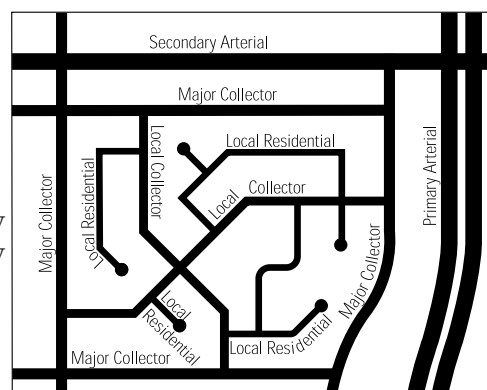 Secondary Arterial
Major Collector
Local Residential
Local Collector
Local Residential
Local Collector
Major Collector
Primary Arterial
Major Collector
Local Residential
Local Residential
Major Collector
y
y